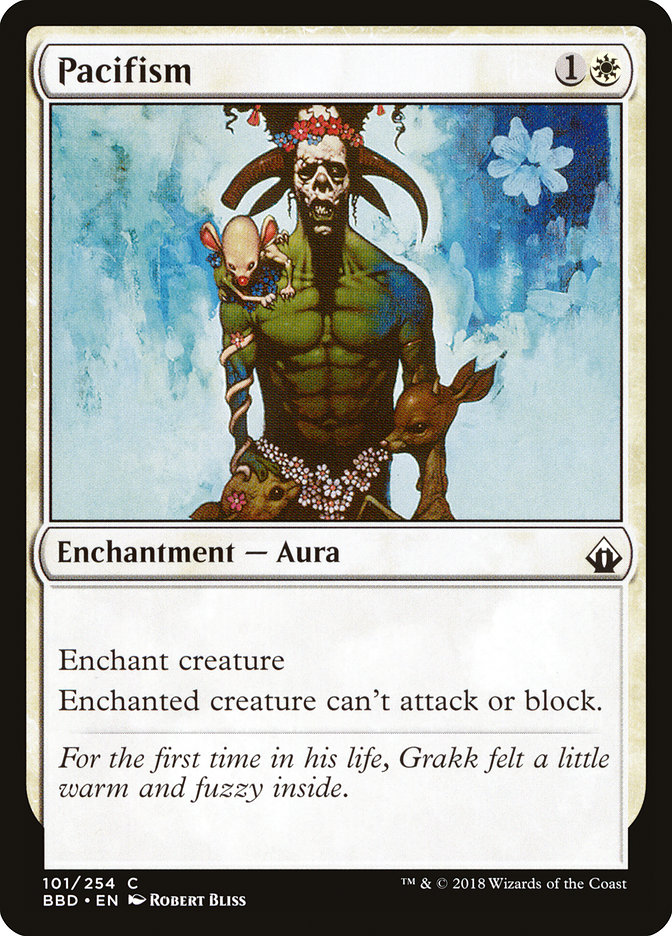 Pacifism 1
Enchantment — Aura
Enchant creature
Enchanted creature can't attack or block.
For the first time in his life, Grakk felt a little
warm and fuzzy inside.
101/254 C ™ & © 2018 Wizards of the Coast
BBD • EN Robert Bliss